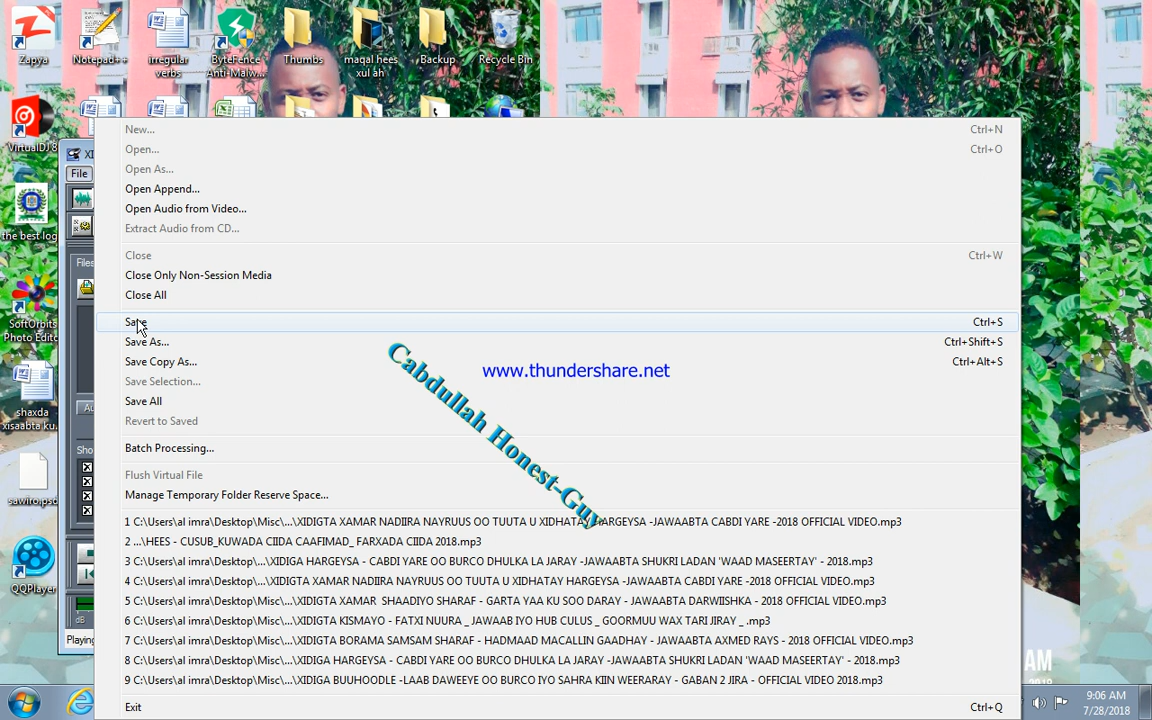 Zapya
Notepad++
irregular verbs
ByteFence Anti-Malw...
Thumbs
maqal hees xul ah
Backup
Recycle Bin
VirtualDJ 8
the best log
SoftOrbits Photo Edito
shaxda xisaabta ku.
sawiro.psd
QQPlayer
XI
File
Files
Au
Sho
dB
Playing
New... Ctrl+N
Open... Ctrl+O
Open As...
Open Append...
Open Audio from Video...
Extract Audio from CD...
Close Ctrl+W
Close Only Non-Session Media
Close All
Save Ctrl+S
Save As... Ctrl+Shift+S
Save Copy As... Ctrl+Alt+S
Save Selection...
Save All
Revert to Saved
Batch Processing...
Flush Virtual File
Manage Temporary Folder Reserve Space...
1 C:\Users\al imra\Desktop\Misc\...\XIDIGTA XAMAR NADIIRA NAYRUUS OO TUUTA U XIDHATAY HARGEYSA -JAWAABTA CABDI YARE -2018 OFFICIAL VIDEO.mp3
2 ...\HEES - CUSUB_KUWADA CIIDA CAAFIMAD_ FARXADA CIIDA 2018.mp3
3 C:\Users\al imra\Desktop\Misc\...\XIDIGA HARGEYSA - CABDI YARE OO BURCO DHULKA LA JARAY -JAWAABTA SHUKRI LADAN 'WAAD MASEERTAY' - 2018.mp3
4 C:\Users\al imra\Desktop\Misc\...\XIDIGTA XAMAR NADIIRA NAYRUUS OO TUUTA U XIDHATAY HARGEYSA -JAWAABTA CABDI YARE -2018 OFFICIAL VIDEO.mp3
5 C:\Users\al imra\Desktop\Misc\...\XIDIGTA XAMAR  SHAADIYO SHARAF - GARTA YAA KU SOO DARAY - JAWAABTA DARWIISHKA - 2018 OFFICIAL VIDEO.mp3
6 C:\Users\al imra\Desktop\Misc\...\XIDIGTA KISMAYO - FATXI NUURA _ JAWAAB IYO HUB CULUS _ GOORMUU WAX TARI JIRAY _ .mp3
7 C:\Users\al imra\Desktop\Misc\...\XIDIGTA BORAMA SAMSAM SHARAF - HADMAAD MACALLIN GAADHAY - JAWAABTA AXMED RAYS - 2018 OFFICIAL VIDEO.mp3
8 C:\Users\al imra\Desktop\Misc\...\XIDIGA HARGEYSA - CABDI YARE OO BURCO DHULKA LA JARAY -JAWAABTA SHUKRI LADAN 'WAAD MASEERTAY' - 2018.mp3
9 C:\Users\al imra\Desktop\Misc\...\XIDIGA BUUHOODLE -LAAB DAWEEYE OO BURCO IYO SAHRA KIIN WEERARAY - GABAN 2 JIRA - OFFICIAL VIDEO 2018.mp3
Exit Ctrl+Q
www.thundershare.net
Cabdullah Honest-Guy
AM
9:06 AM
7/28/2018